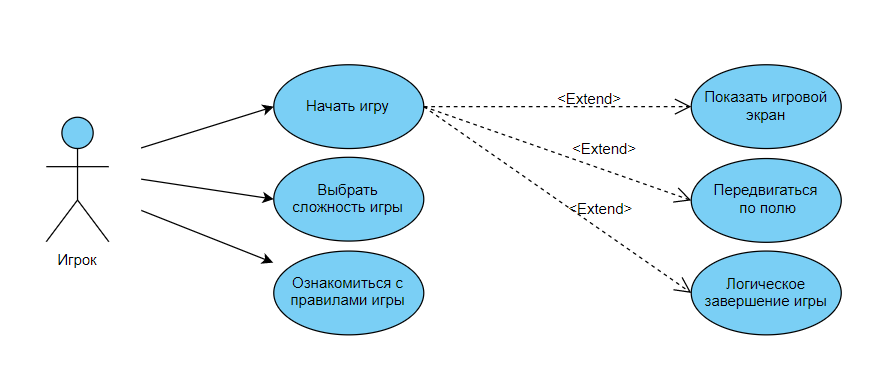 Игрок
Начать игру
Выбрать
сложность игры
Ознакомиться с
правилами игры
<Extend>
<Extend>
<Extend>
Показать игровой
экран
Передвигаться
по полю
Логическое
завершение игры